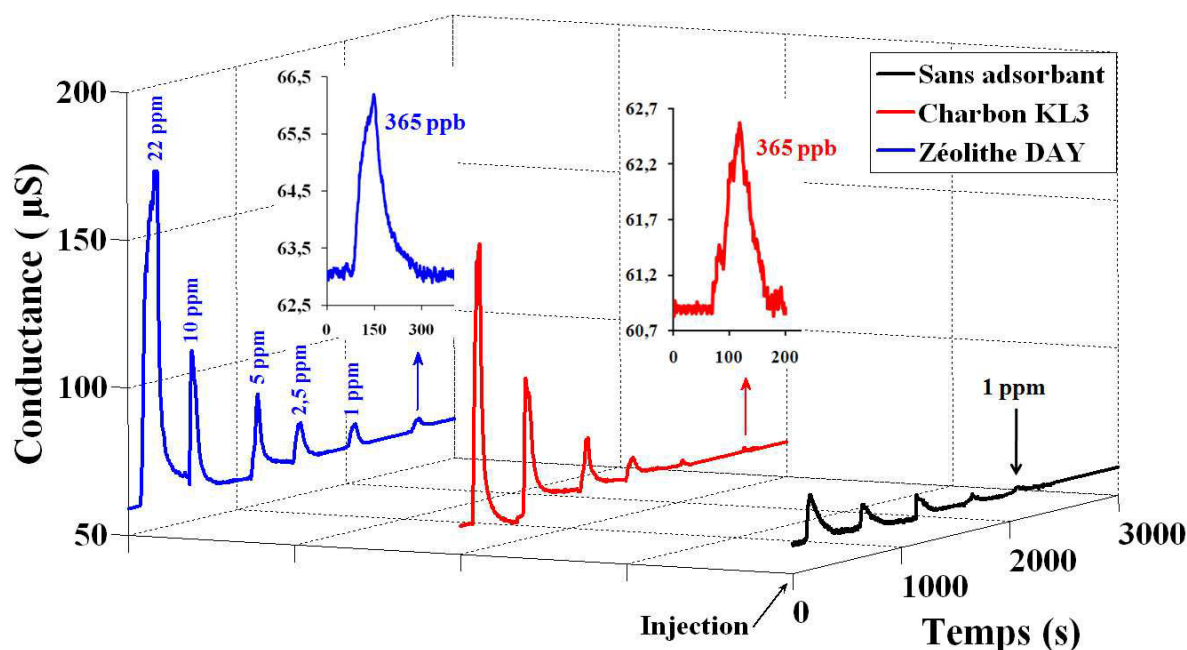 200
150
100
50
Conductance ( µS)
22 ppm
10 ppm
5 ppm
2,5 ppm
1 ppm
66,5
65,5
64,5
63,5
62,5
0
150
300
365 ppb
62,7
62,2
61,7
61,2
60,7
0
100
200
365 ppb
Sans adsorbant
Charbon KL3
Zéolithe DAY
1 ppm
Injection
0
1000
2000
3000
Temps (s)